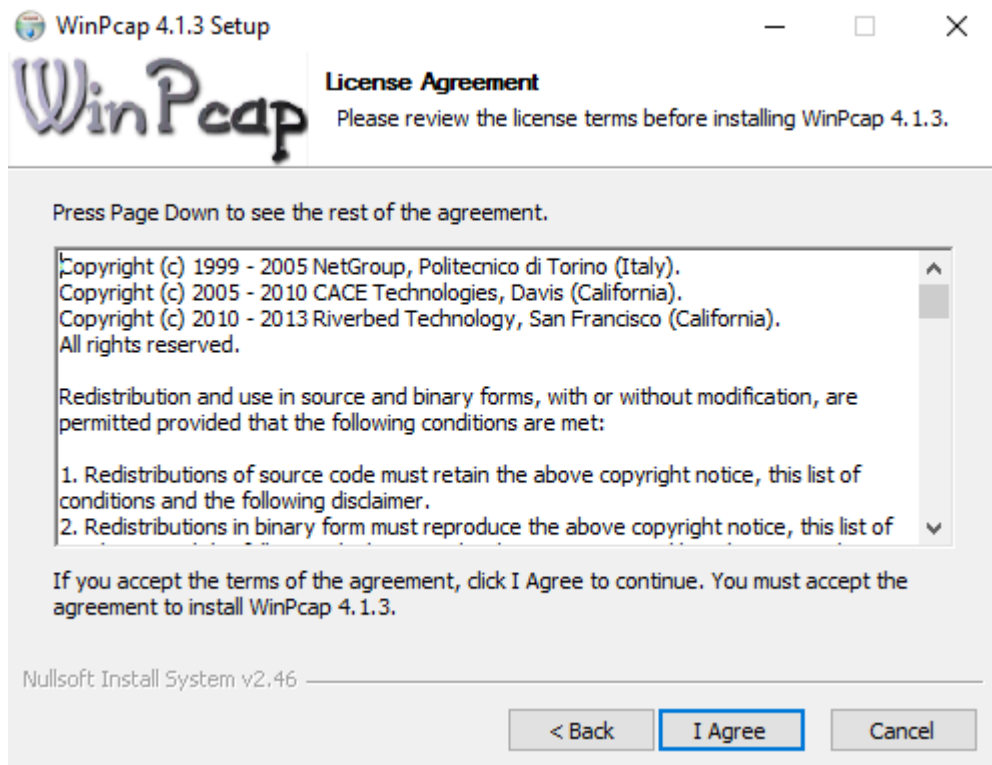 WinPcap 4.1.3 Setup
WinPcap
License Agreement
Please review the license terms before installing WinPcap 4.1.3.
Press Page Down to see the rest of the agreement.
Copyright (c) 1999 - 2005 NetGroup, Politecnico di Torino (Italy).
Copyright (c) 2005 - 2010 CACE Technologies, Davis (California).
Copyright (c) 2010 - 2013 Riverbed Technology, San Francisco (California).
All rights reserved.
Redistribution and use in source and binary forms, with or without modification, are
permitted provided that the following conditions are met:
1. Redistributions of source code must retain the above copyright notice, this list of
conditions and the following disclaimer.
2. Redistributions in binary form must reproduce the above copyright notice, this list of
If you accept the terms of the agreement, click I Agree to continue. You must accept the
agreement to install WinPcap 4.1.3.
Nullsoft Install System v2.46
< Back
I Agree
Cancel